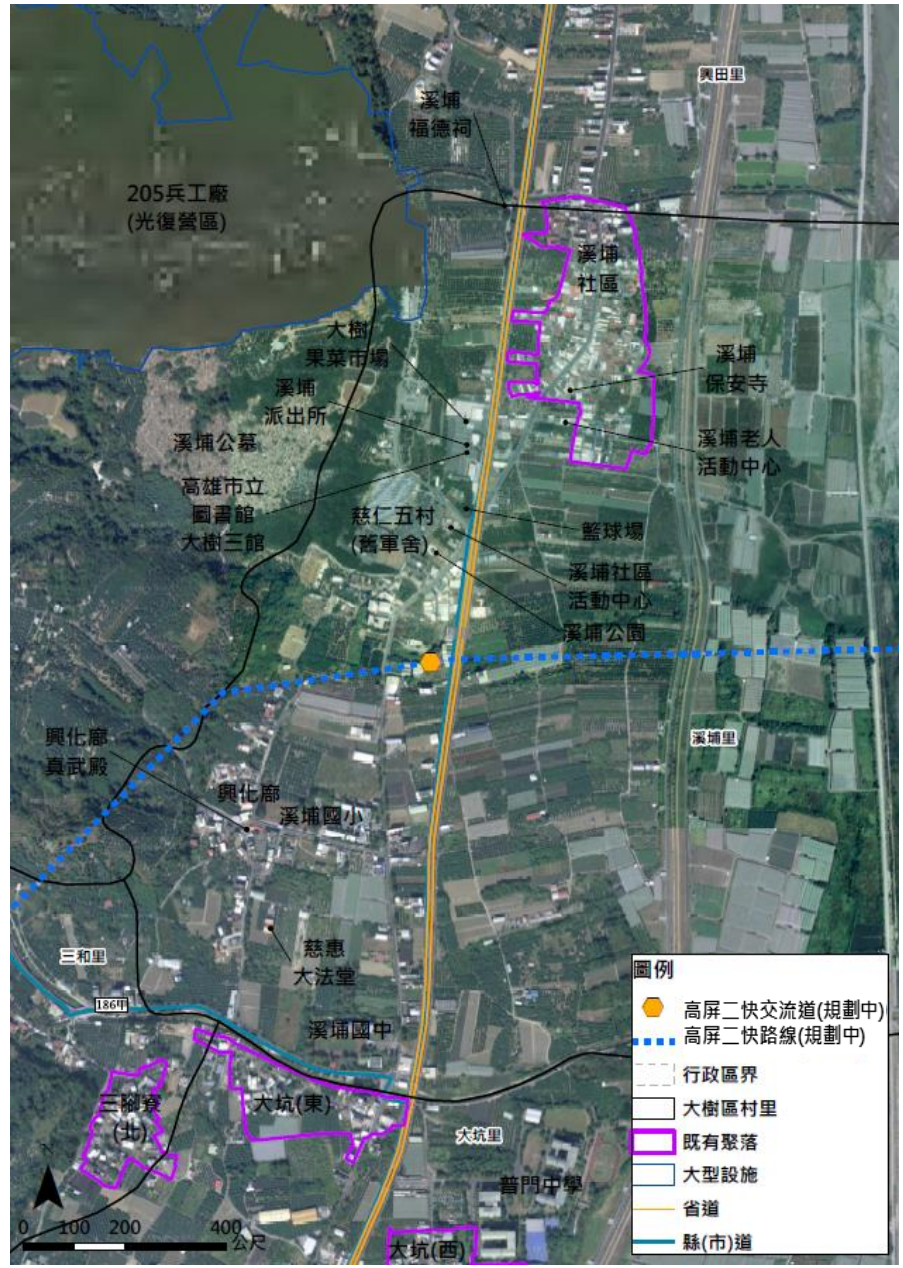 興田里
溪埔
福德祠
205兵工廠
(光復營區)
溪埔
社區
大樹
果菜市場
溪埔
保安寺
溪埔
派出所
溪埔公墓
溪埔老人
活動中心
高雄市立
圖書館
大樹三館
慈仁五村
(舊軍舍)
籃球場
溪埔社區
活動中心
溪埔公園
溪埔里
興化廍
真武殿
興化廍
溪埔國小
三和里
慈惠
大法堂
186甲
溪埔國中
三腳寮
(北)
大坑(東)
大坑里
普門中學
大坑(西)
N
0 100 200 400
公尺
圖例
高屏二快交流道(規劃中)
高屏二快路線(規劃中)
行政區界
大樹區村里
既有聚落
大型設施
省道
縣(市)道